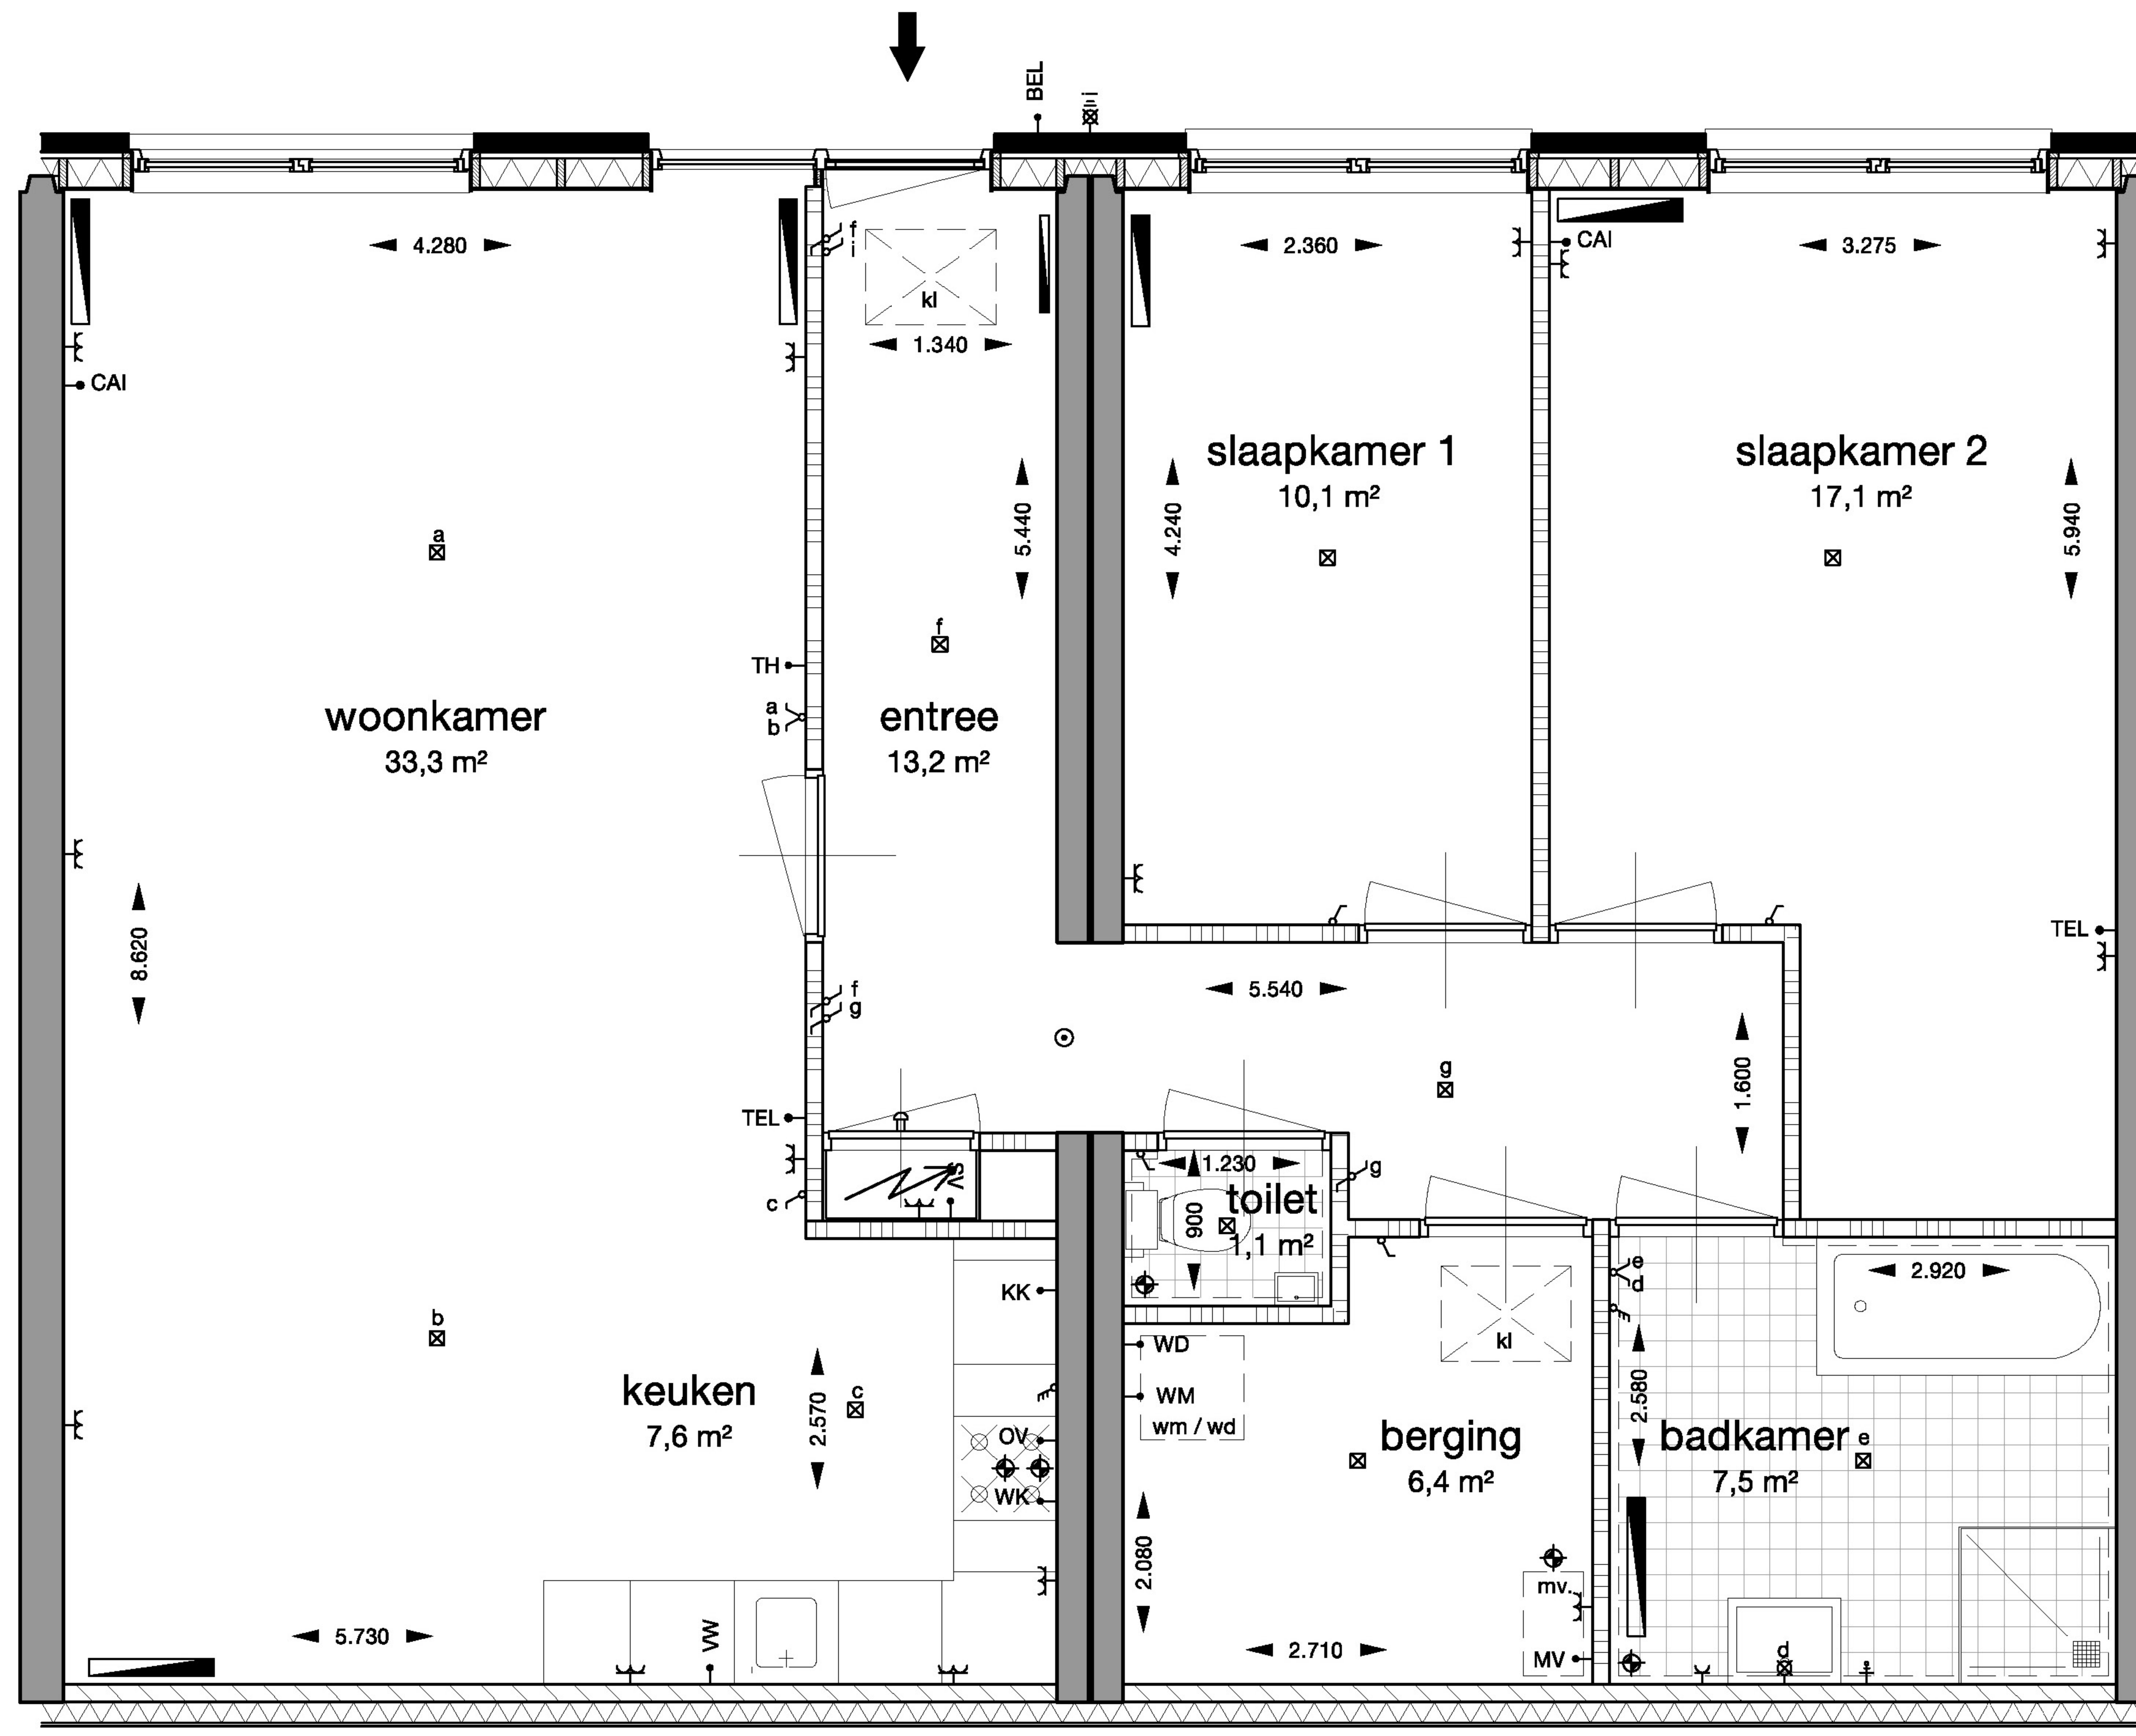 BEL
i
4.280
f
i
kl
1.340
2.360
CAI
3.275
CAI
slaapkamer 1
10,1 m²
slaapkamer 2
17,1 m²
a
5.440
4.240
5.940
f
TH
a
b
woonkamer
33,3 m²
entree
13,2 m²
8.620
TEL
f
g
5.540
g
1.600
TEL
SV
c
1.230
g
toilet
900
1,1 m²
KK
e
d
2.920
b
WD
kl
WM
wm / wd
keuken
7,6 m²
2.570
c
2.580
OV
WK
berging
6,4 m²
badkamer
7,5 m²
e
2.080
mv.
5.730
VW
2.710
MV
d